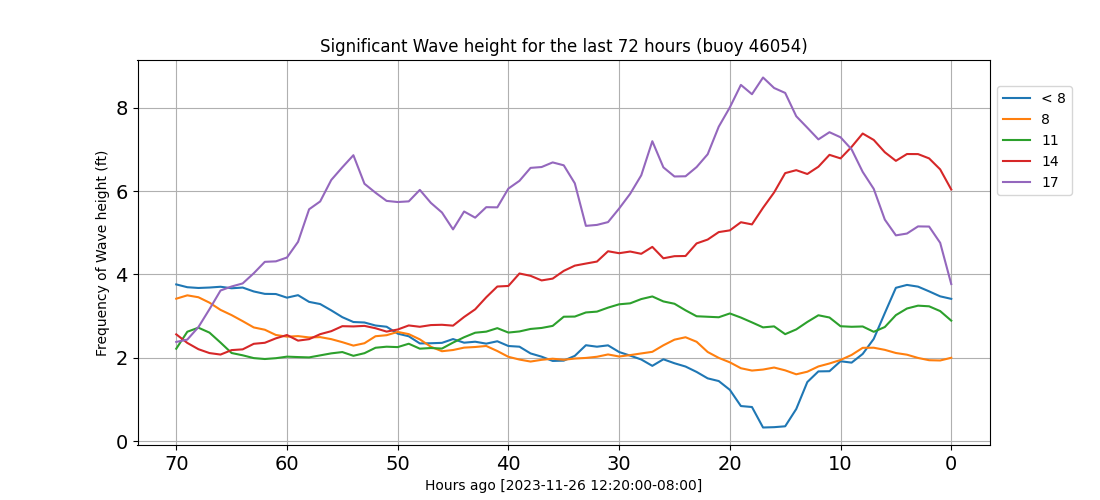 Significant Wave height for the last 72 hours (buoy 46054)
Frequency of Wave height (ft)
8
6
4
2
0
70 60 50 40 30 20 10 0
Hours ago [2023-11-26 12:20:00-08:00]
< 8
8
11
14
17